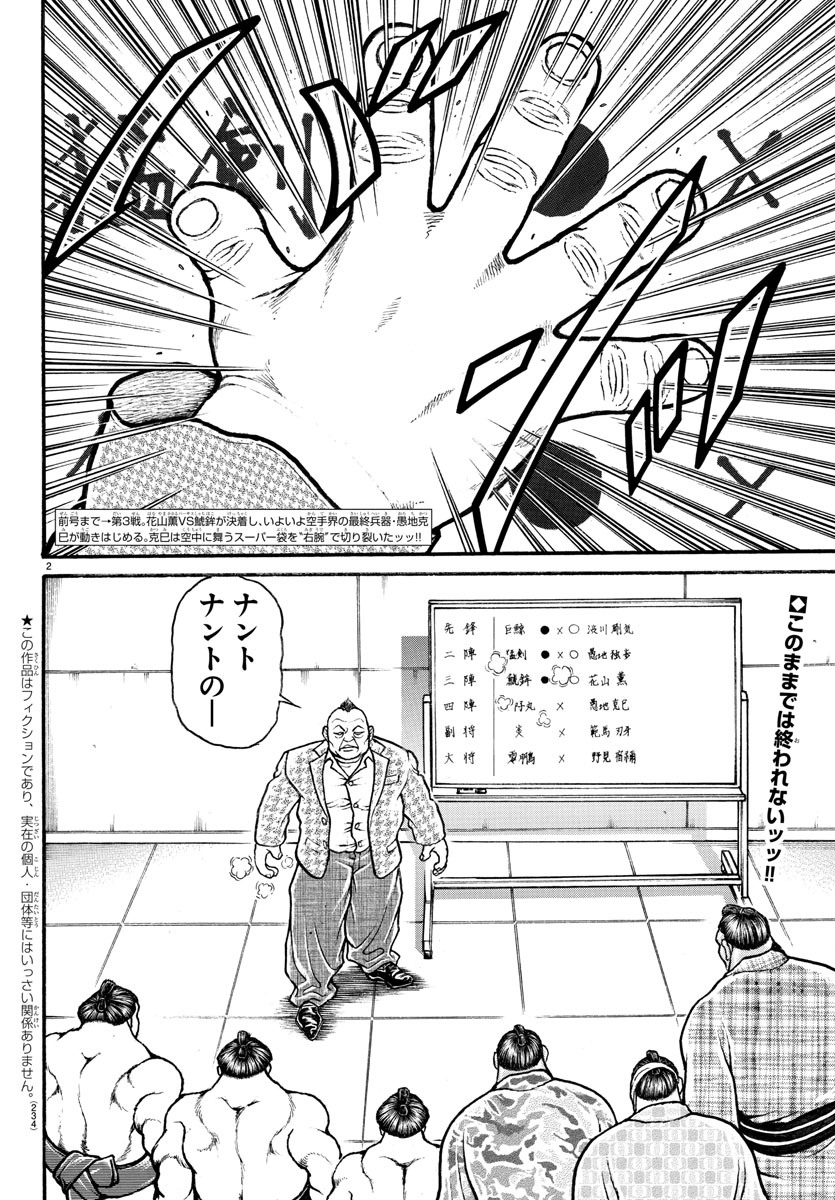 バンッ
前号まで→第3戦。花山薫VS鯱鉾が決着し、いよいよ空手界の最終兵器・愚地克
巳が動きはじめる。克巳は空中に舞うスーパー袋を“右腕”で切り裂いたッッ!!
2
◆このままでは終われないッッ!!
先鋒 巨鯨 ●×○ 渋川剛気
二陣 猛剣 ●×○ 愚地独歩
三陣 鯱鉾 ●○ 花山 薫
四陣 阿丸 × 愚地克巳
副将 炎 × 範馬刃牙
大将 零鵬 × 野見宿禰
ナント
ナントの―
★この作品はフィクションであり、実在の個人・団体等にはいっさい関係ありません。
(234)